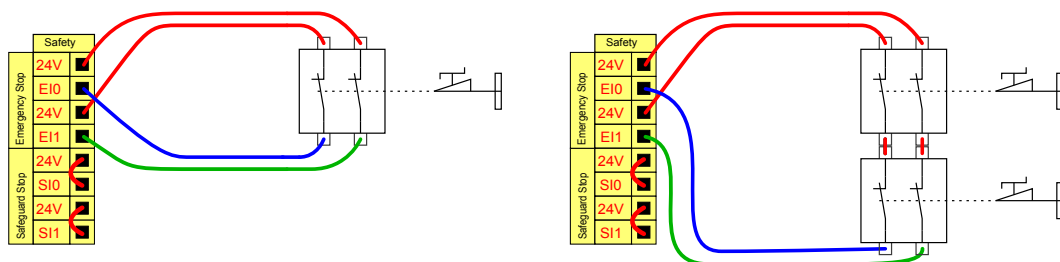 Safety
Emergency Stop
24V
EI0
24V
EI1
Safeguard Stop
24V
SI0
24V
SI1
Safety
Emergency Stop
24V
EI0
24V
EI1
Safeguard Stop
24V
SI0
24V
SI1